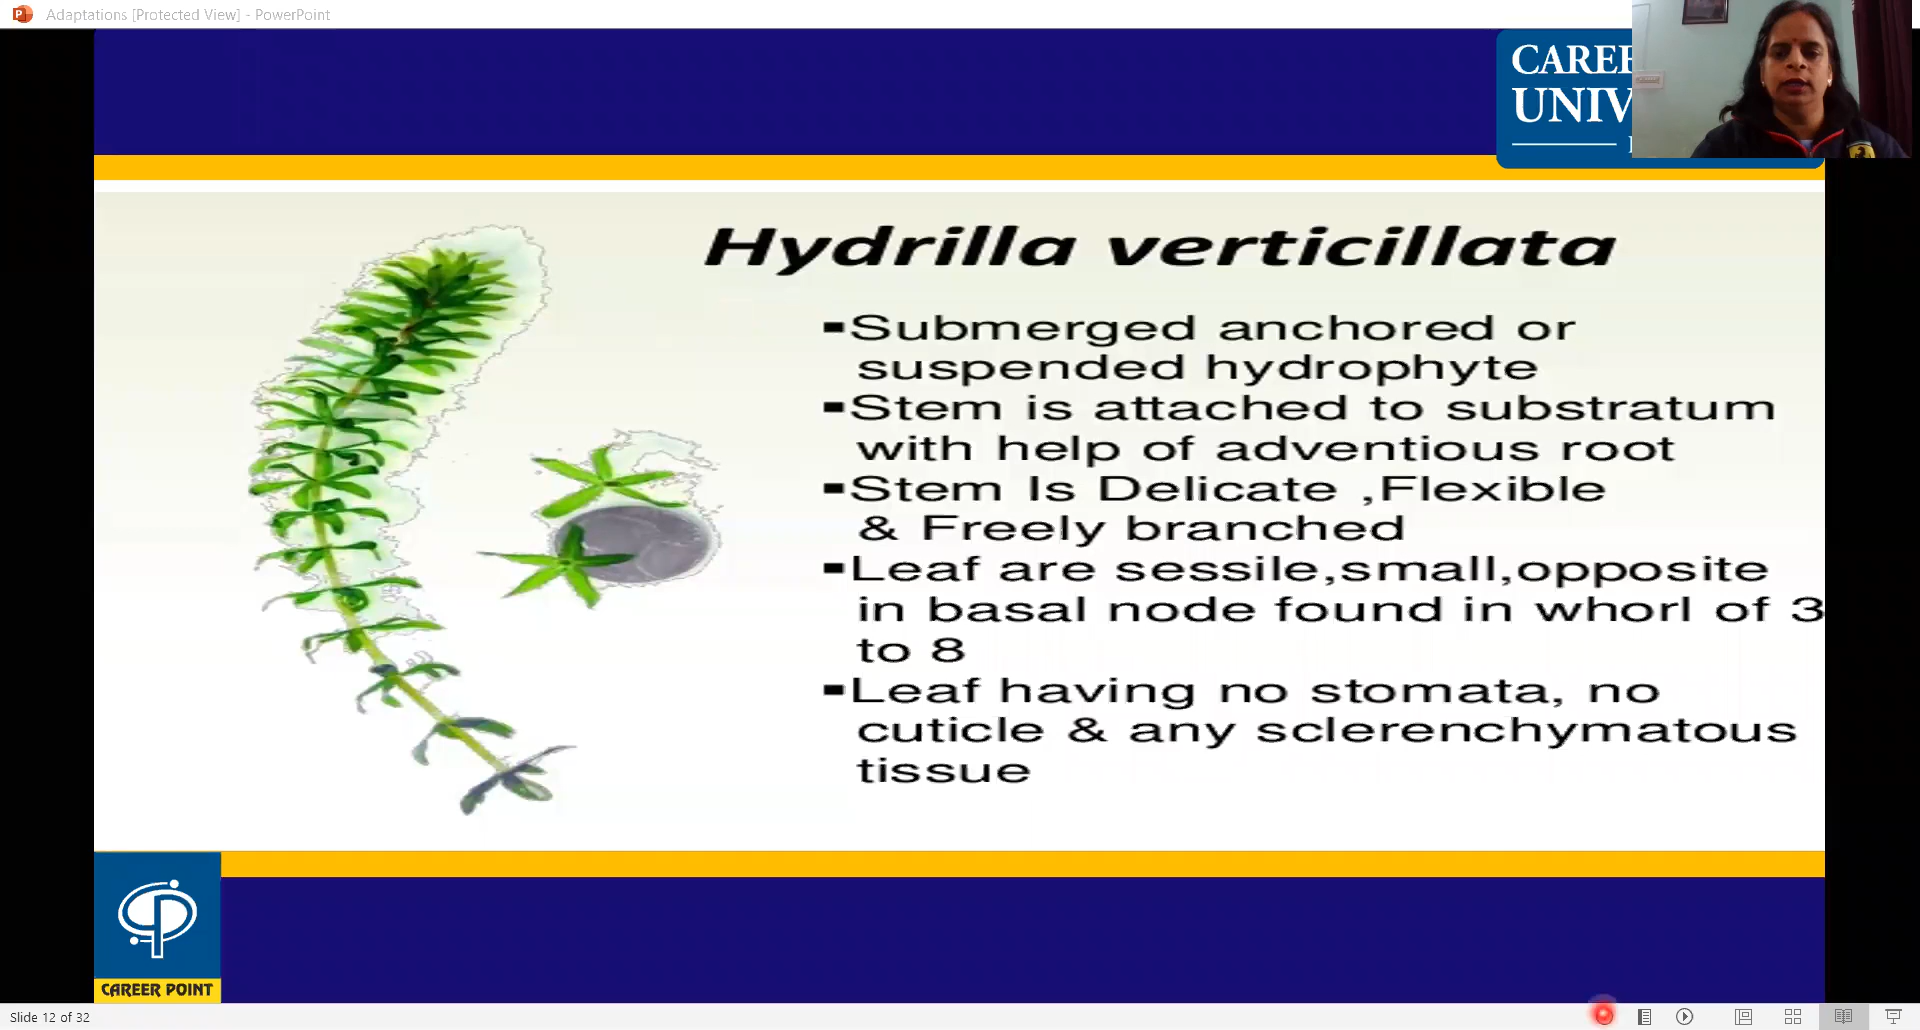 Adaptations [Protected View] - PowerPoint
CAREE
UNIV
Hydrilla verticillata
▪Submerged anchored or
suspended hydrophyte
▪Stem is attached to substratum
with help of adventious root
▪Stem Is Delicate ,Flexible
& Freely branched
▪Leaf are sessile,small,opposite
in basal node found in whorl of 3
to 8
▪Leaf having no stomata, no
cuticle & any sclerenchymatous
tissue
CAREER POINT
Slide 12 of 32